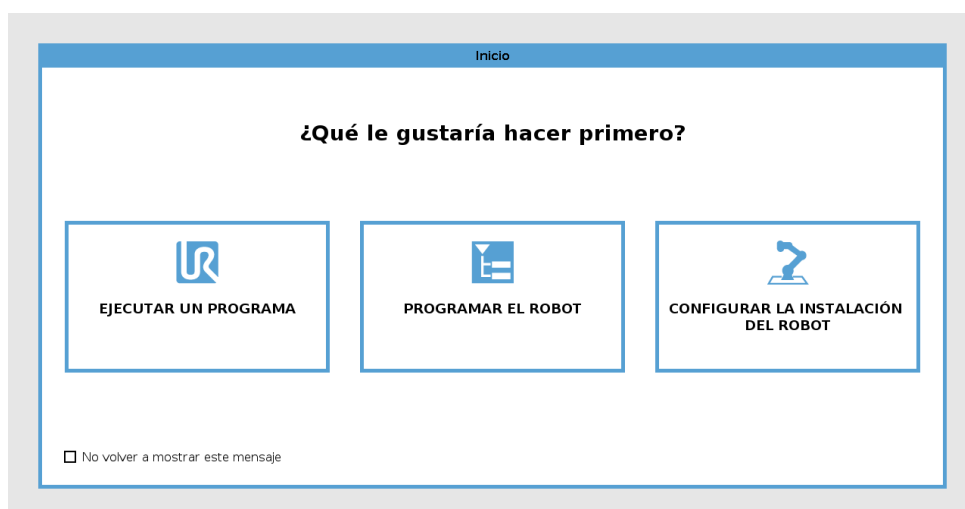 Inicio
¿Qué le gustaría hacer primero?
UR
EJECUTAR UN PROGRAMA
PROGRAMAR EL ROBOT
CONFIGURAR LA INSTALACIÓN
DEL ROBOT
No volver a mostrar este mensaje